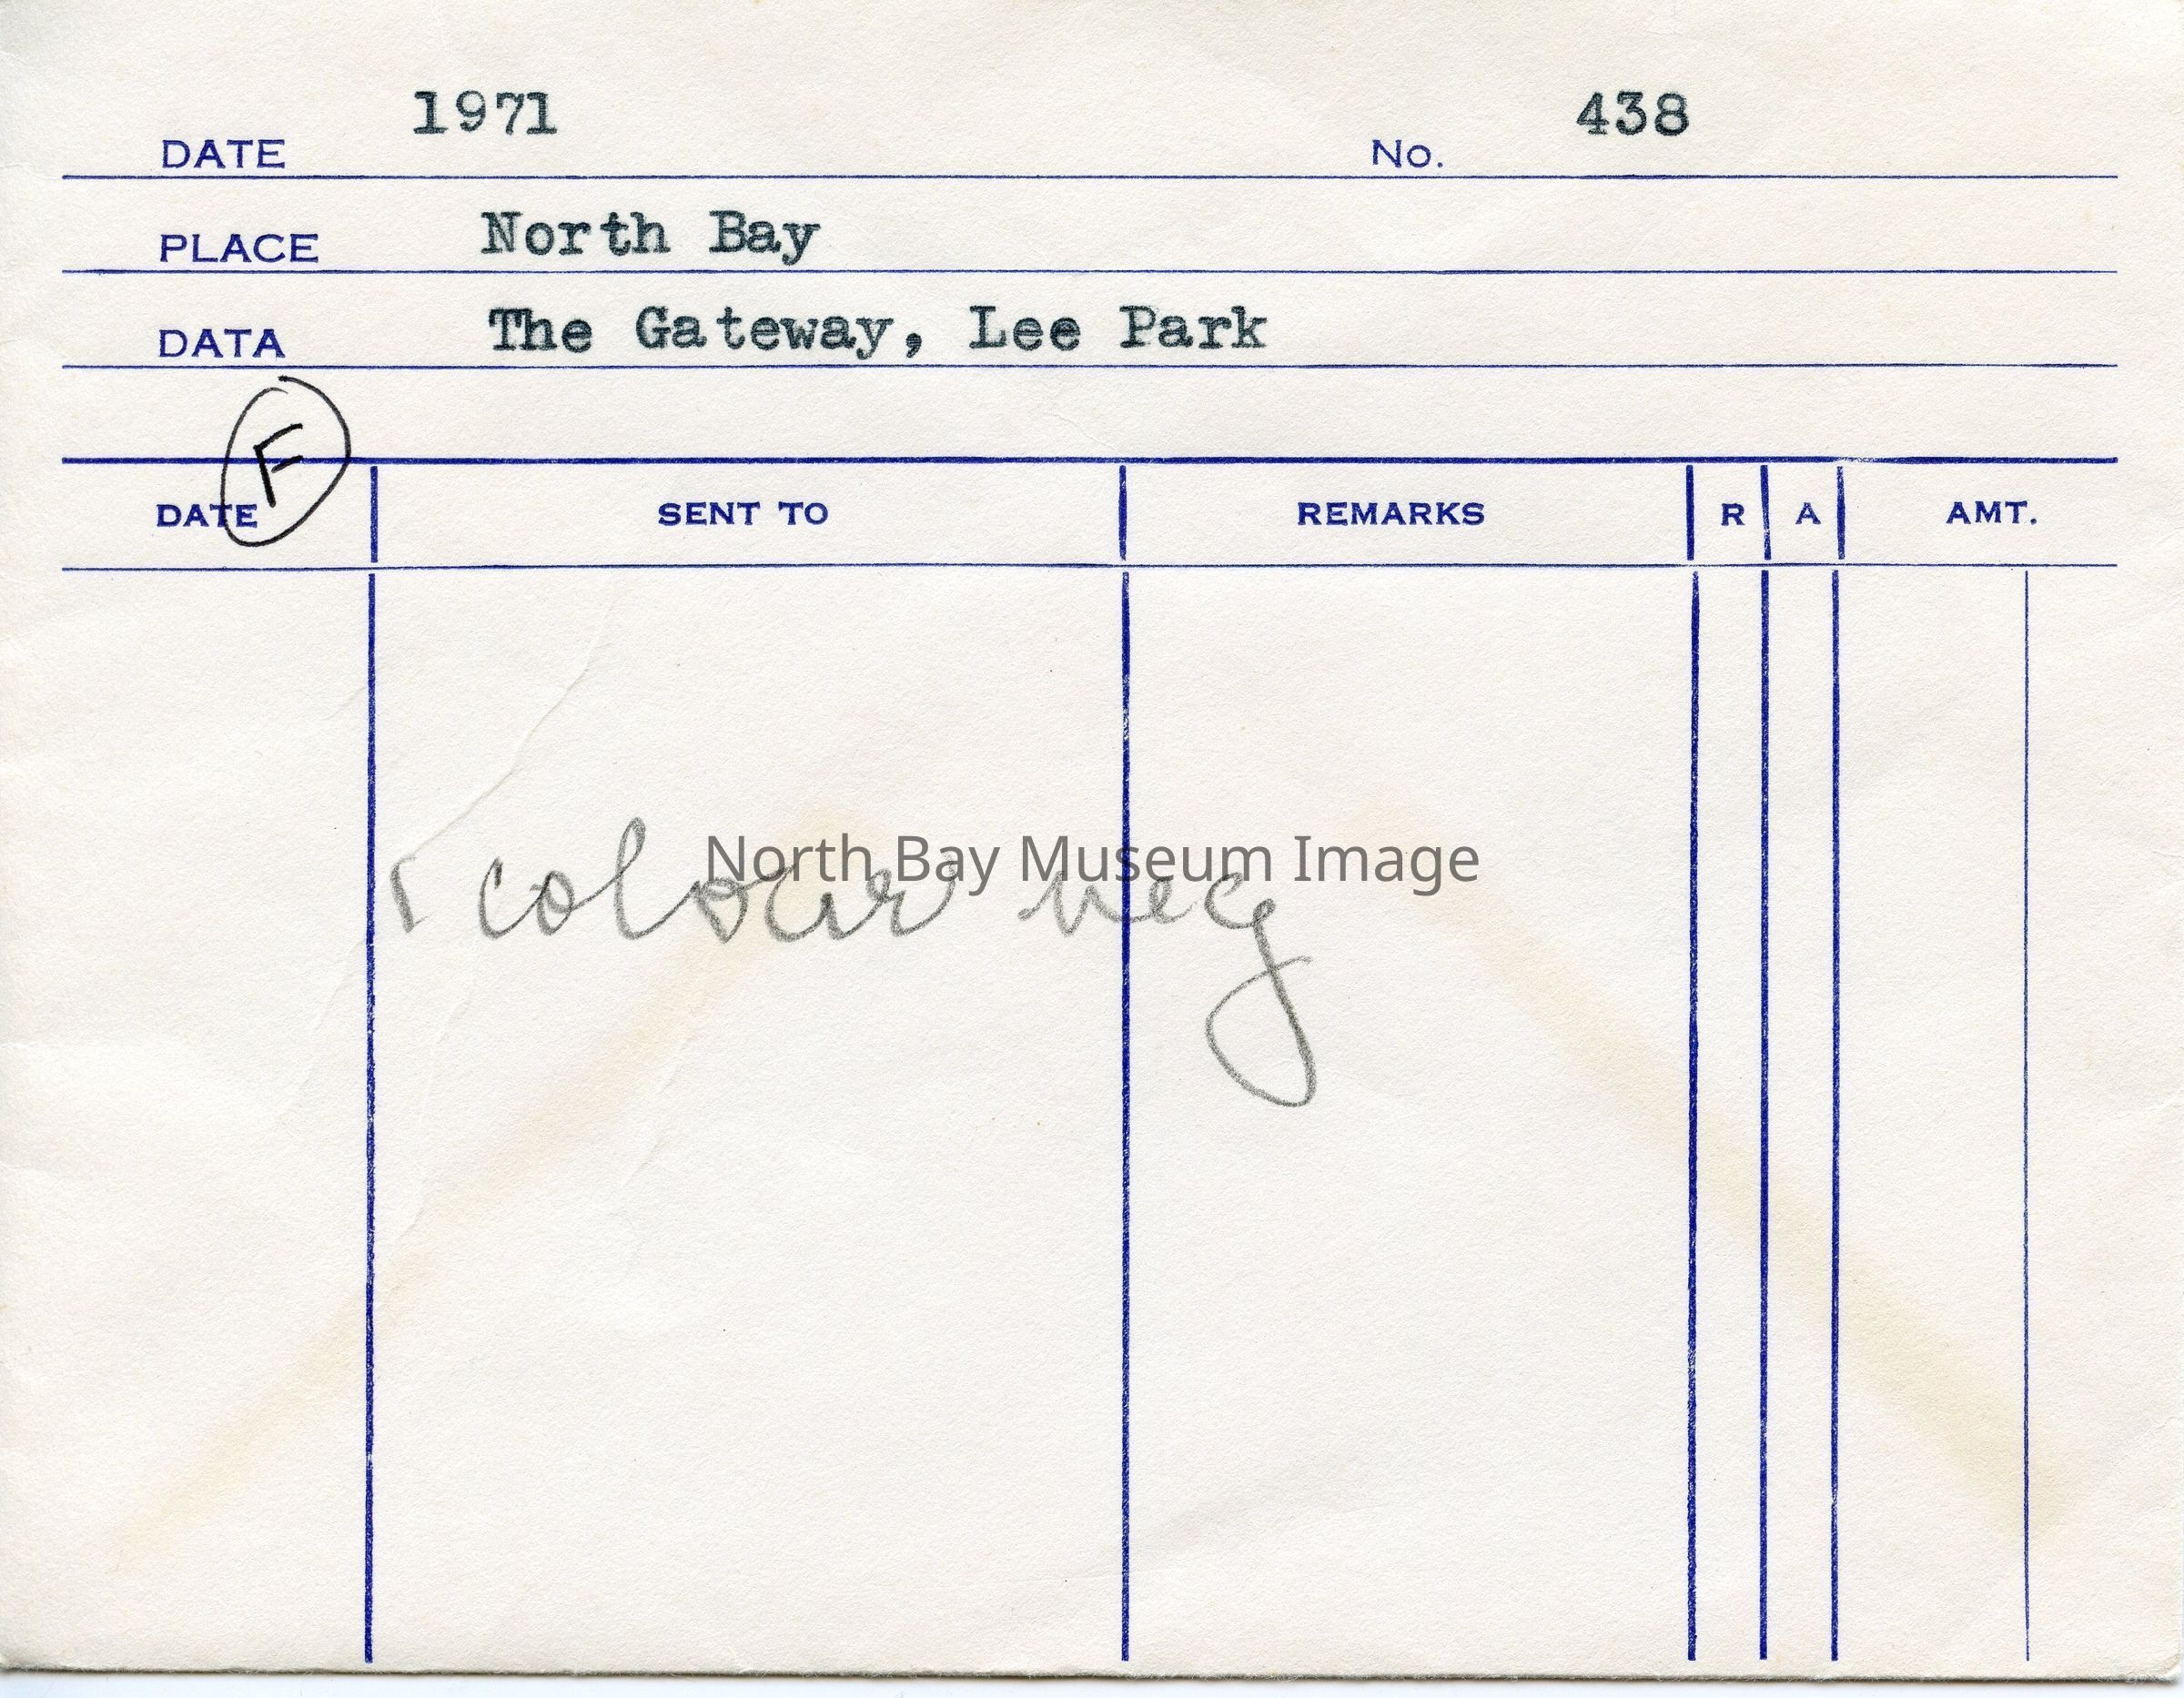 1971 438
DATE No.
PLACE North Bay
DATA The Gateway, Lee Park
F
DATE SENT TO REMARKS R A AMT.
North Bay Museum Image
1 colour neg